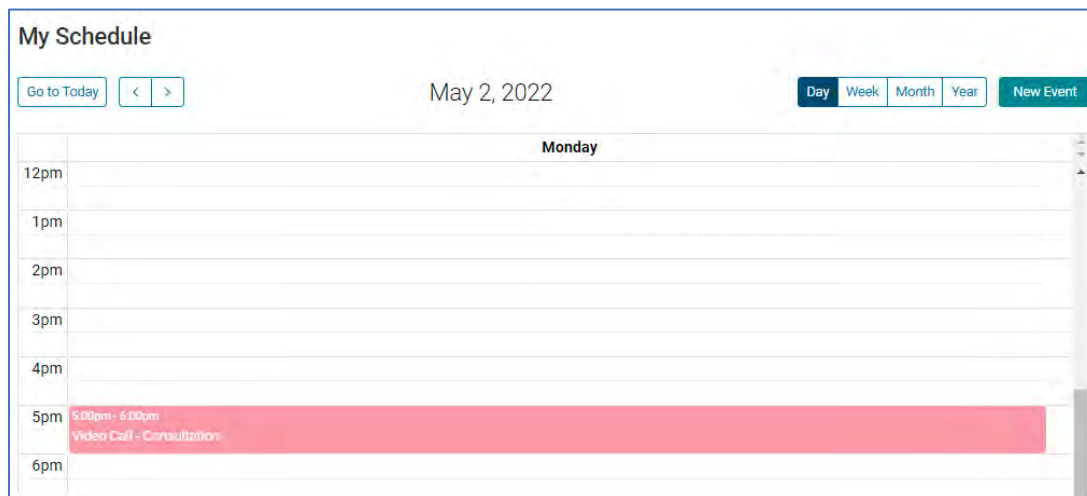 My Schedule
Go to Today < > May 2, 2022 Day Week Month Year New Event
Monday
12pm
1pm
2pm
3pm
4pm
5pm 5:00pm - 6:00pm
Video Call - Consultation
6pm